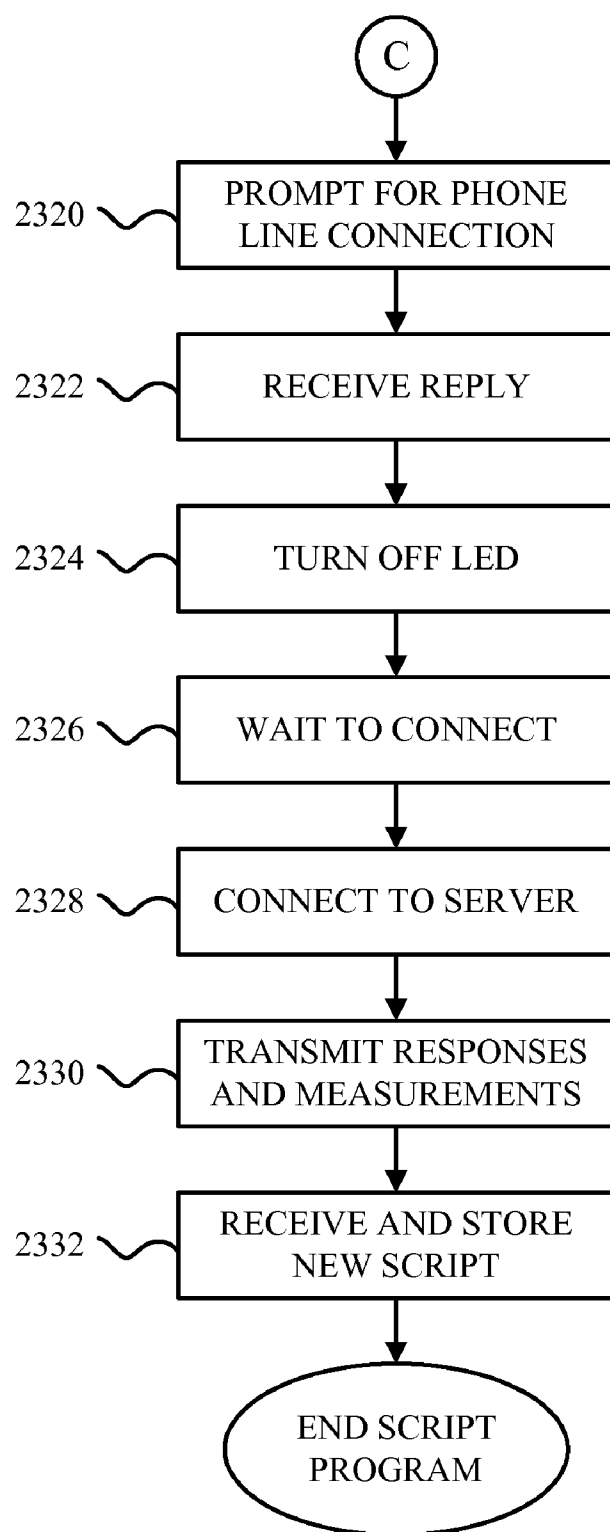 C
2320
PROMPT FOR PHONE
LINE CONNECTION
2322
RECEIVE REPLY
2324
TURN OFF LED
2326
WAIT TO CONNECT
2328
CONNECT TO SERVER
2330
TRANSMIT RESPONSES
AND MEASUREMENTS
2332
RECEIVE AND STORE
NEW SCRIPT
END SCRIPT
PROGRAM